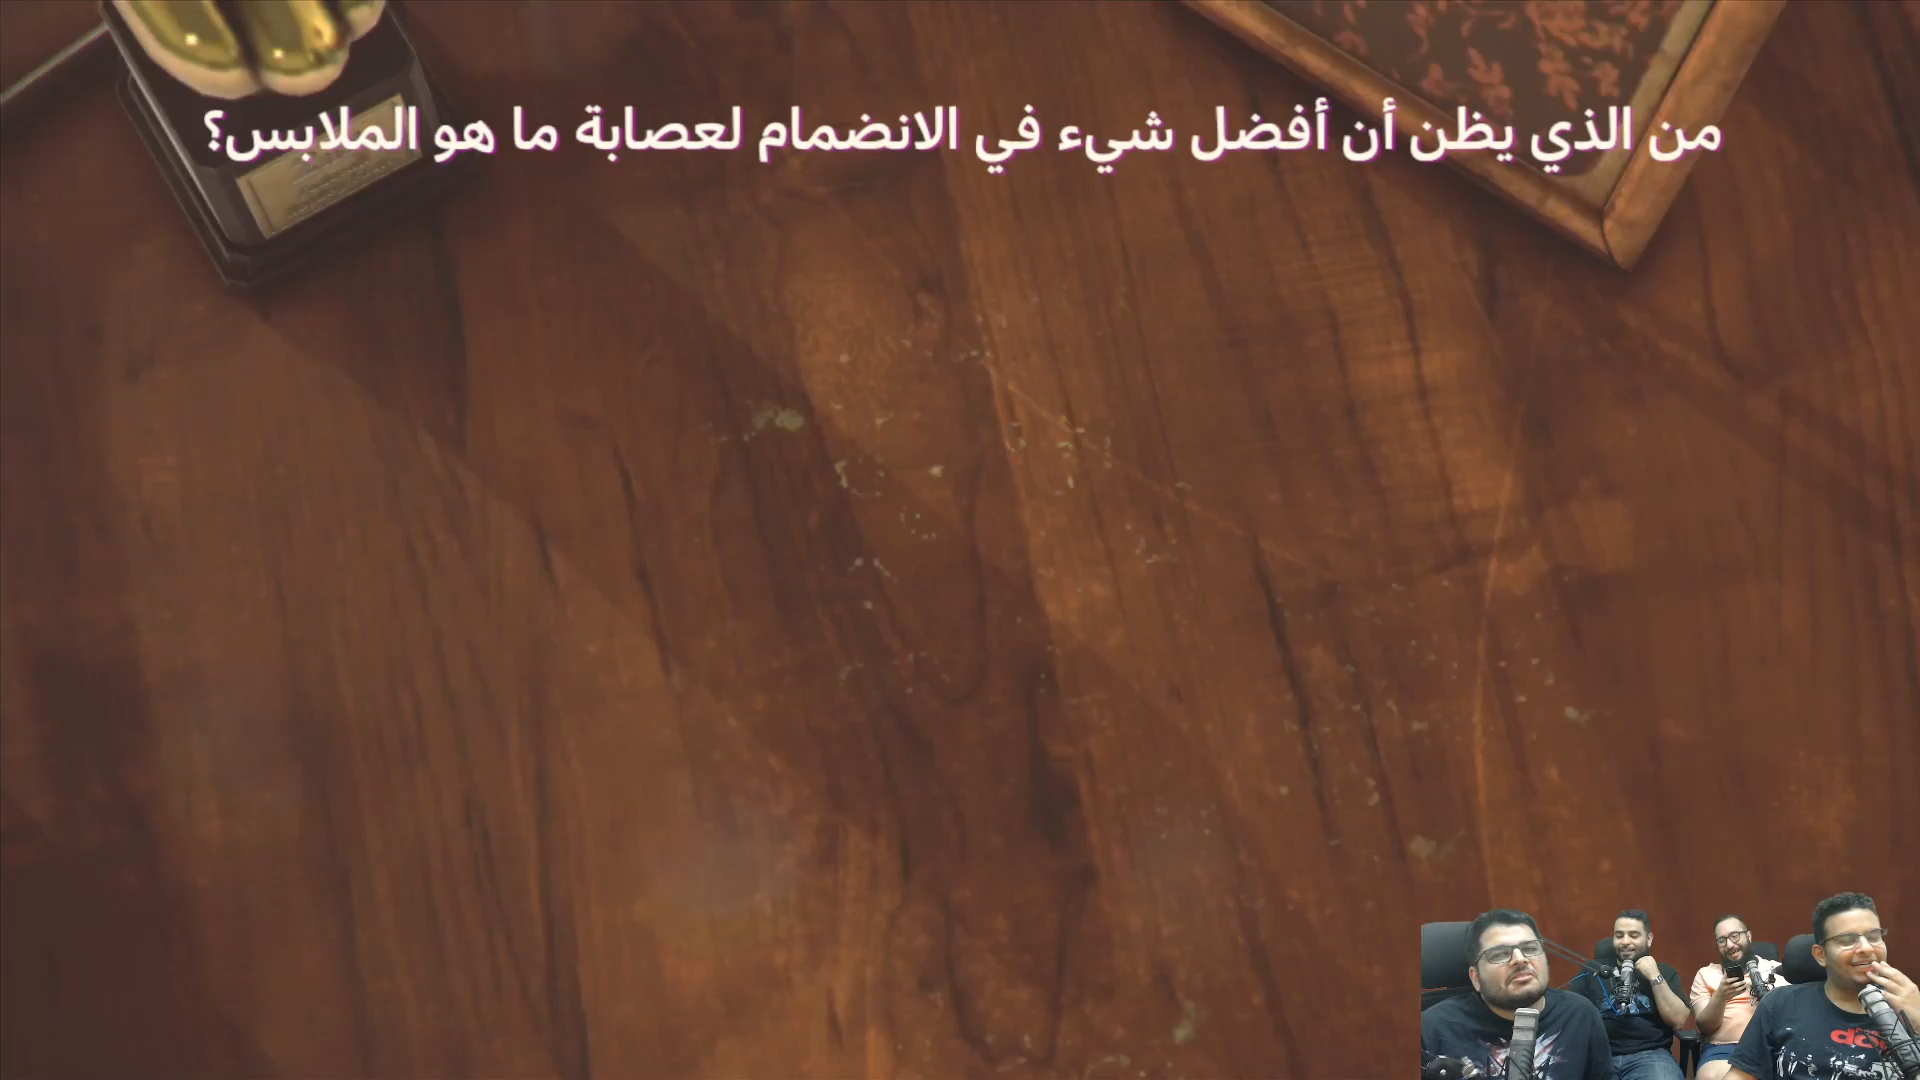 من الذي يظن أن أفضل شيء في الانضمام لعصابة ما هو الملابس؟